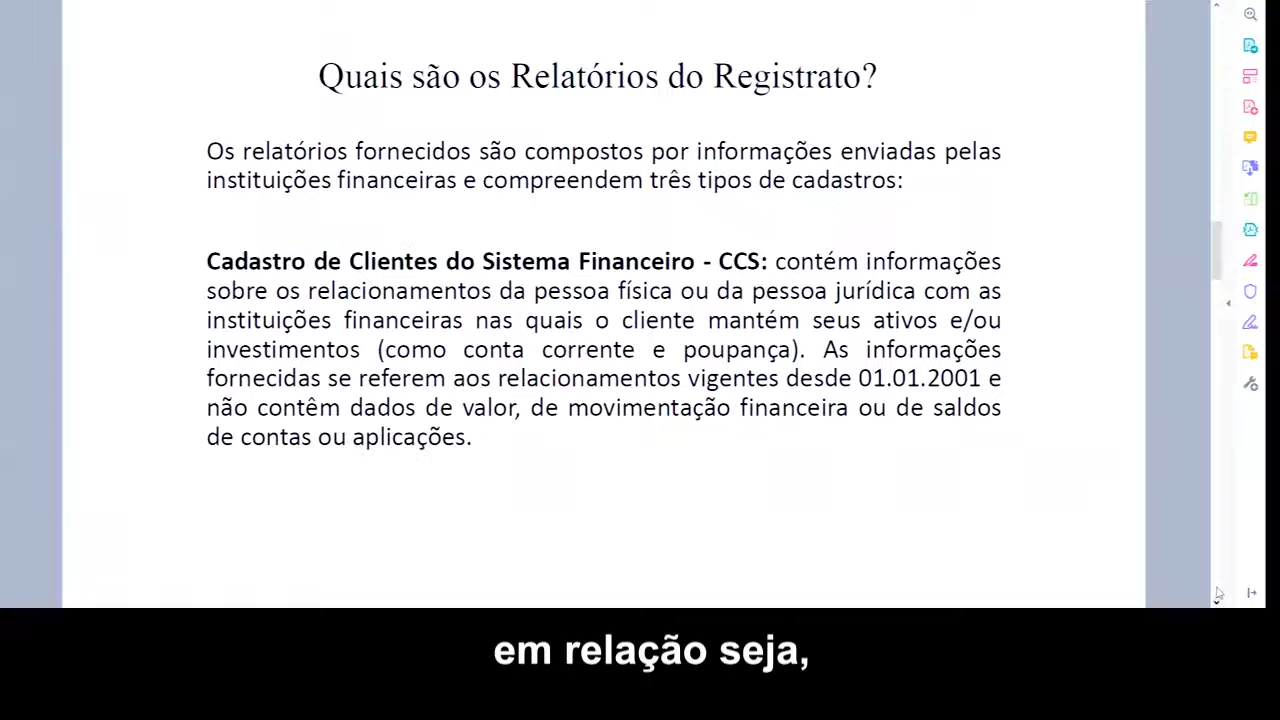 Quais são os Relatórios do Registrato?
Os relatórios fornecidos são compostos por informações enviadas pelas
instituições financeiras e compreendem três tipos de cadastros:
Cadastro de Clientes do Sistema Financeiro - CCS: contém informações
sobre os relacionamentos da pessoa física ou da pessoa jurídica com as
instituições financeiras nas quais o cliente mantém seus ativos e/ou
investimentos (como conta corrente e poupança). As informações
fornecidas se referem aos relacionamentos vigentes desde 01.01.2001 e
não contêm dados de valor, de movimentação financeira ou de saldos
de contas ou aplicações.
em relação seja,